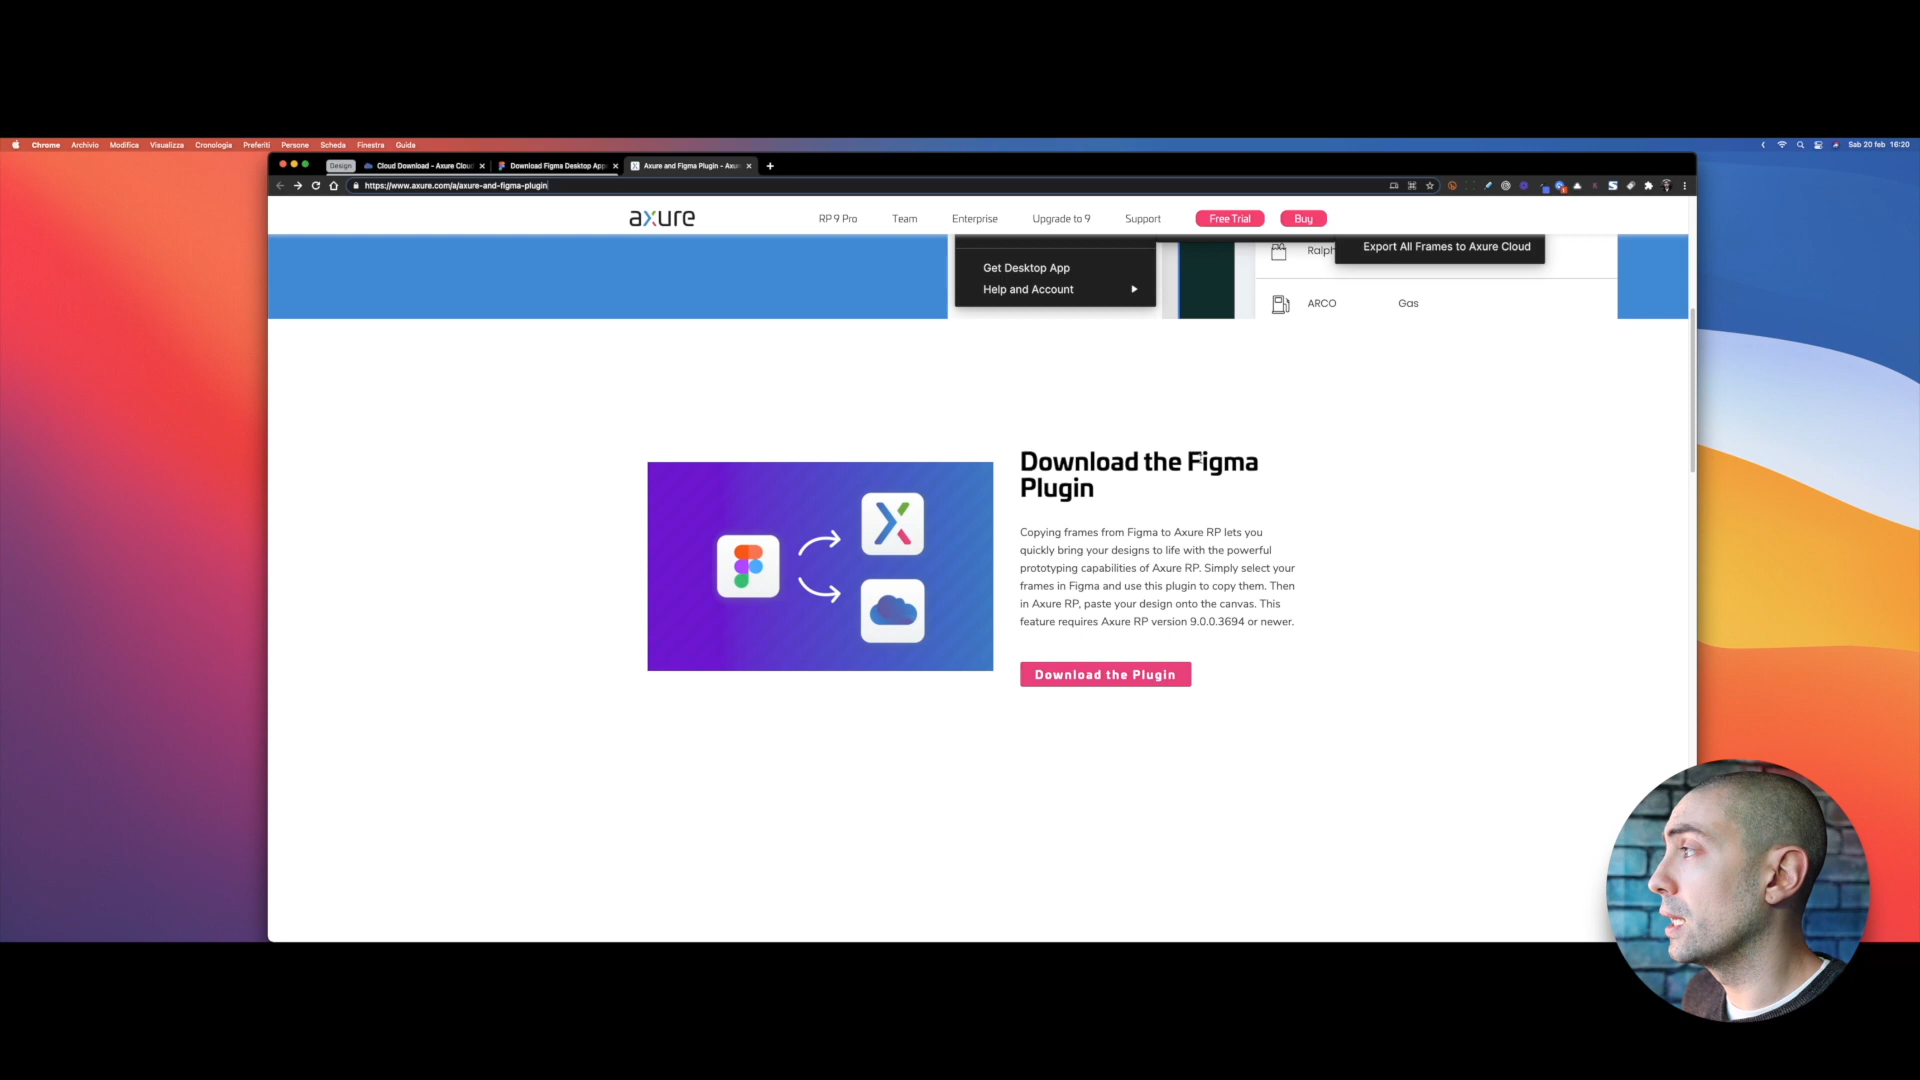 Chrome Archivio Modifica Visualizza Cronologia Preferiti Persone Scheda Finestra Guida
Sab 20 feb 16:20
Design Cloud Download - Axure Clou Download Figma Desktop App Axure and Figma Plugin - Axu
https://www.axure.com/a/axure-and-figma-plugin
axure RP 9 Pro Team Enterprise Upgrade to 9 Support Free Trial Buy
Ralph
Export All Frames to Axure Cloud
Get Desktop App
Help and Account
ARCO Gas
Download the Figma
Plugin
Copying frames from Figma to Axure RP lets you
quickly bring your designs to life with the powerful
prototyping capabilities of Axure RP. Simply select your
frames in Figma and use this plugin to copy them. Then
in Axure RP, paste your design onto the canvas. This
feature requires Axure RP version 9.0.0.3694 or newer.
Download the Plugin